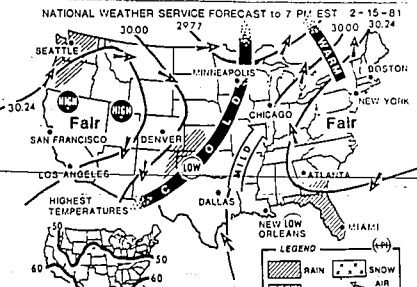 NATIONAL WEATHER SERVICE FORECAST to 7 PM EST 2-15-81
30.00 29.77 30.00 30.24
SEATTLE
WARM
MINNEAPOLIS
BOSTON
30.24
HIGH
HIGH
COLD
NEW YORK
Fair
CHICAGO
Fair
SAN FRANCISCO
DENVER
MILD
LOS ANGELES
LOW
ATLANTA
HIGHEST
TEMPERATURES
DALLAS
50
NEW LOW
ORLEANS
MIAMI
50
60
60
LEGEND
RAIN
SNOW
AIR